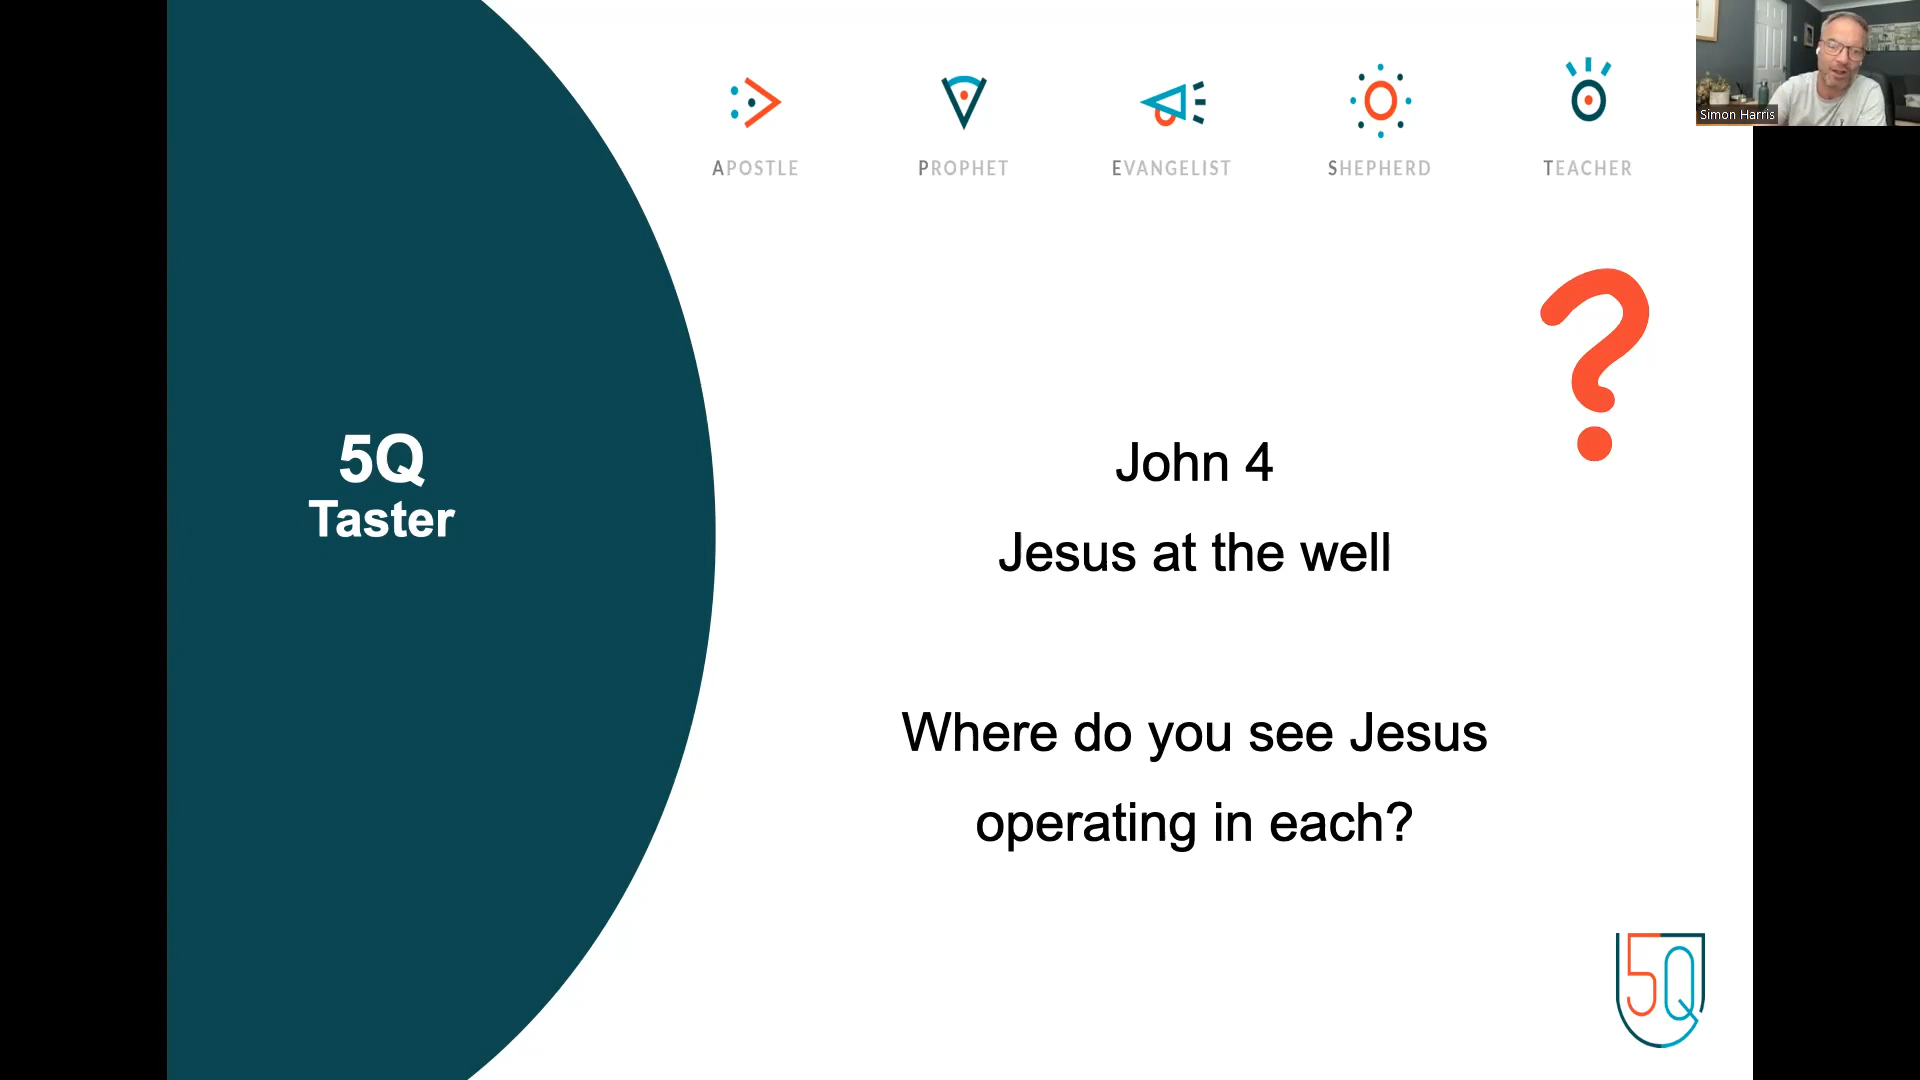 APOSTLE
PROPHET
EVANGELIST
SHEPHERD
TEACHER
Simon Harris
?
5Q
Taster
John 4
Jesus at the well
Where do you see Jesus
operating in each?
5Q